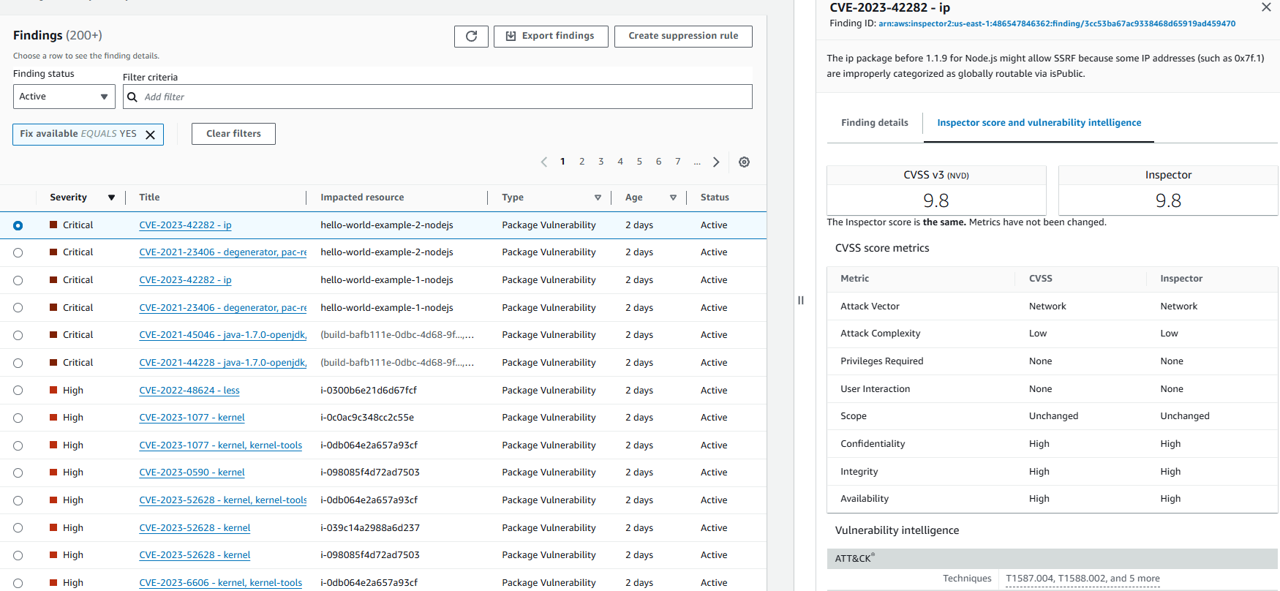 Findings (200+)
Export findings
Create suppression rule
Choose a row to see the finding details.
Finding status
Filter criteria
Active
Add filter
Fix available EQUALS YES
Clear filters
1 2 3 4 5 6 7 ...
Severity Title Impacted resource Type Age Status
Critical CVE-2023-42282 - ip hello-world-example-2-nodejs Package Vulnerability 2 days Active
Critical CVE-2021-23406 - degenerator, pac-re hello-world-example-2-nodejs Package Vulnerability 2 days Active
Critical CVE-2023-42282 - ip hello-world-example-1-nodejs Package Vulnerability 2 days Active
Critical CVE-2021-23406 - degenerator, pac-re hello-world-example-1-nodejs Package Vulnerability 2 days Active
Critical CVE-2021-45046 - java-1.7.0-openjdk, (build-bafb111e-0dbc-4d68-9f...,... Package Vulnerability 2 days Active
Critical CVE-2021-44228 - java-1.7.0-openjdk, (build-bafb111e-0dbc-4d68-9f...,... Package Vulnerability 2 days Active
High CVE-2022-48624 - less i-0300b6e21d6d67fcf Package Vulnerability 2 days Active
High CVE-2023-1077 - kernel i-0c0ac9c348cc2c55e Package Vulnerability 2 days Active
High CVE-2023-1077 - kernel, kernel-tools i-0db064e2a657a93cf Package Vulnerability 2 days Active
High CVE-2023-0590 - kernel i-098085f4d72ad7503 Package Vulnerability 2 days Active
High CVE-2023-52628 - kernel, kernel-tools i-0db064e2a657a93cf Package Vulnerability 2 days Active
High CVE-2023-52628 - kernel i-039c14a2988a6d237 Package Vulnerability 2 days Active
High CVE-2023-52628 - kernel i-098085f4d72ad7503 Package Vulnerability 2 days Active
High CVE-2023-6606 - kernel, kernel-tools i-0db064e2a657a93cf Package Vulnerability 2 days Active
CVE-2023-42282 - ip
Finding ID: arn:aws:inspector2:us-east-1:486547846362:finding/3cc53ba67ac9338468d65919ad459470
The ip package before 1.1.9 for Node.js might allow SSRF because some IP addresses (such as 0x7f.1)
are improperly categorized as globally routable via isPublic.
Finding details
Inspector score and vulnerability intelligence
CVSS v3 (NVD)
9.8
Inspector
9.8
The Inspector score is the same. Metrics have not been changed.
CVSS score metrics
Metric CVSS Inspector
Attack Vector Network Network
Attack Complexity Low Low
Privileges Required None None
User Interaction None None
Scope Unchanged Unchanged
Confidentiality High High
Integrity High High
Availability High High
Vulnerability intelligence
ATT&CK®
Techniques T1587.004, T1588.002, and 5 more